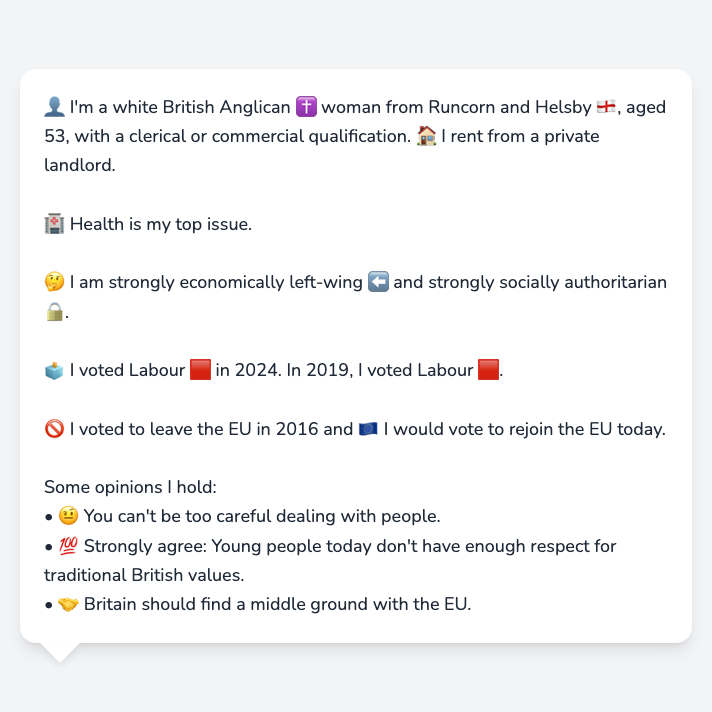 👤 I'm a white British Anglican ✝️ woman from Runcorn and Helsby 🏴󠁧󠁢󠁥󠁮󠁧󠁿, aged
53, with a clerical or commercial qualification. 🏠 I rent from a private
landlord.
🏥 Health is my top issue.
🤔 I am strongly economically left-wing ⬅️ and strongly socially authoritarian
🔒.
🗳️ I voted Labour 🟥 in 2024. In 2019, I voted Labour 🟥.
🚫 I voted to leave the EU in 2016 and 🇪🇺 I would vote to rejoin the EU today.
Some opinions I hold:
• 🤨 You can't be too careful dealing with people.
• 💯 Strongly agree: Young people today don't have enough respect for
traditional British values.
• 🤝 Britain should find a middle ground with the EU.